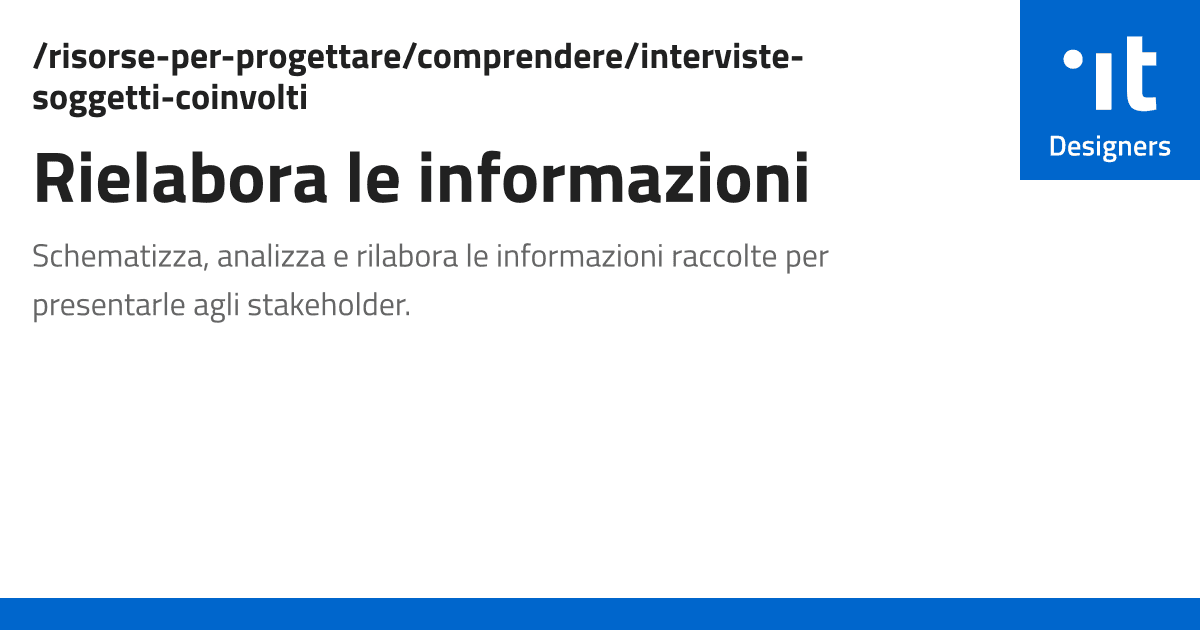 /risorse-per-progettare/comprendere/interviste-
soggetti-coinvolti
Rielabora le informazioni
Schematizza, analizza e rilabora le informazioni raccolte per
presentarle agli stakeholder.
it
Designers